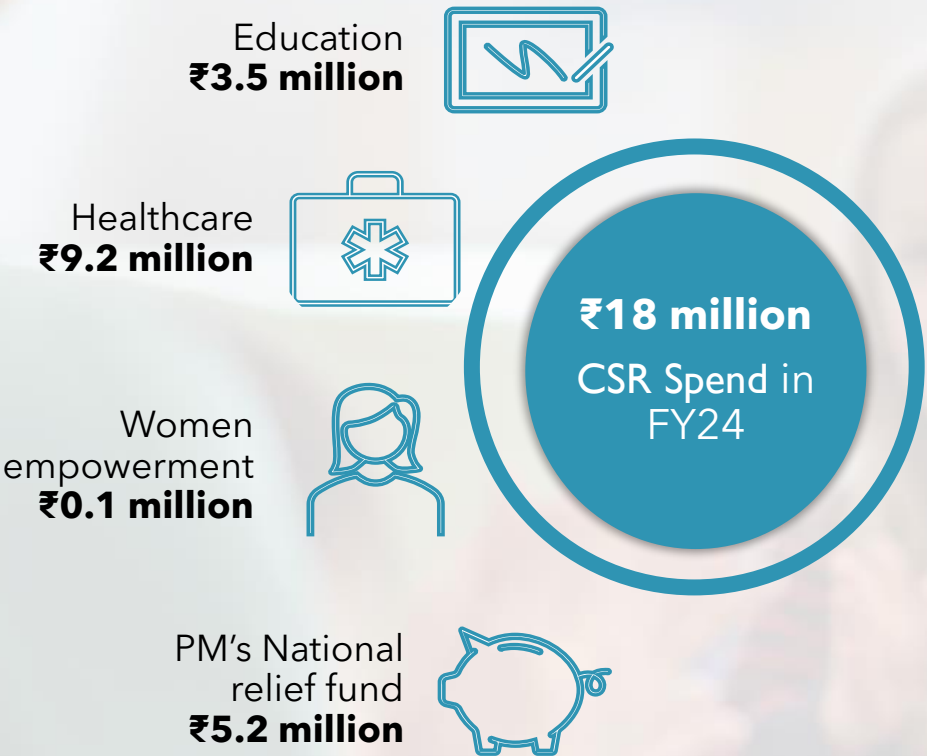 Education
₹3.5 million
Healthcare
₹9.2 million
Women
empowerment
₹0.1 million
PM’s National
relief fund
₹5.2 million
₹18 million
CSR Spend in
FY24